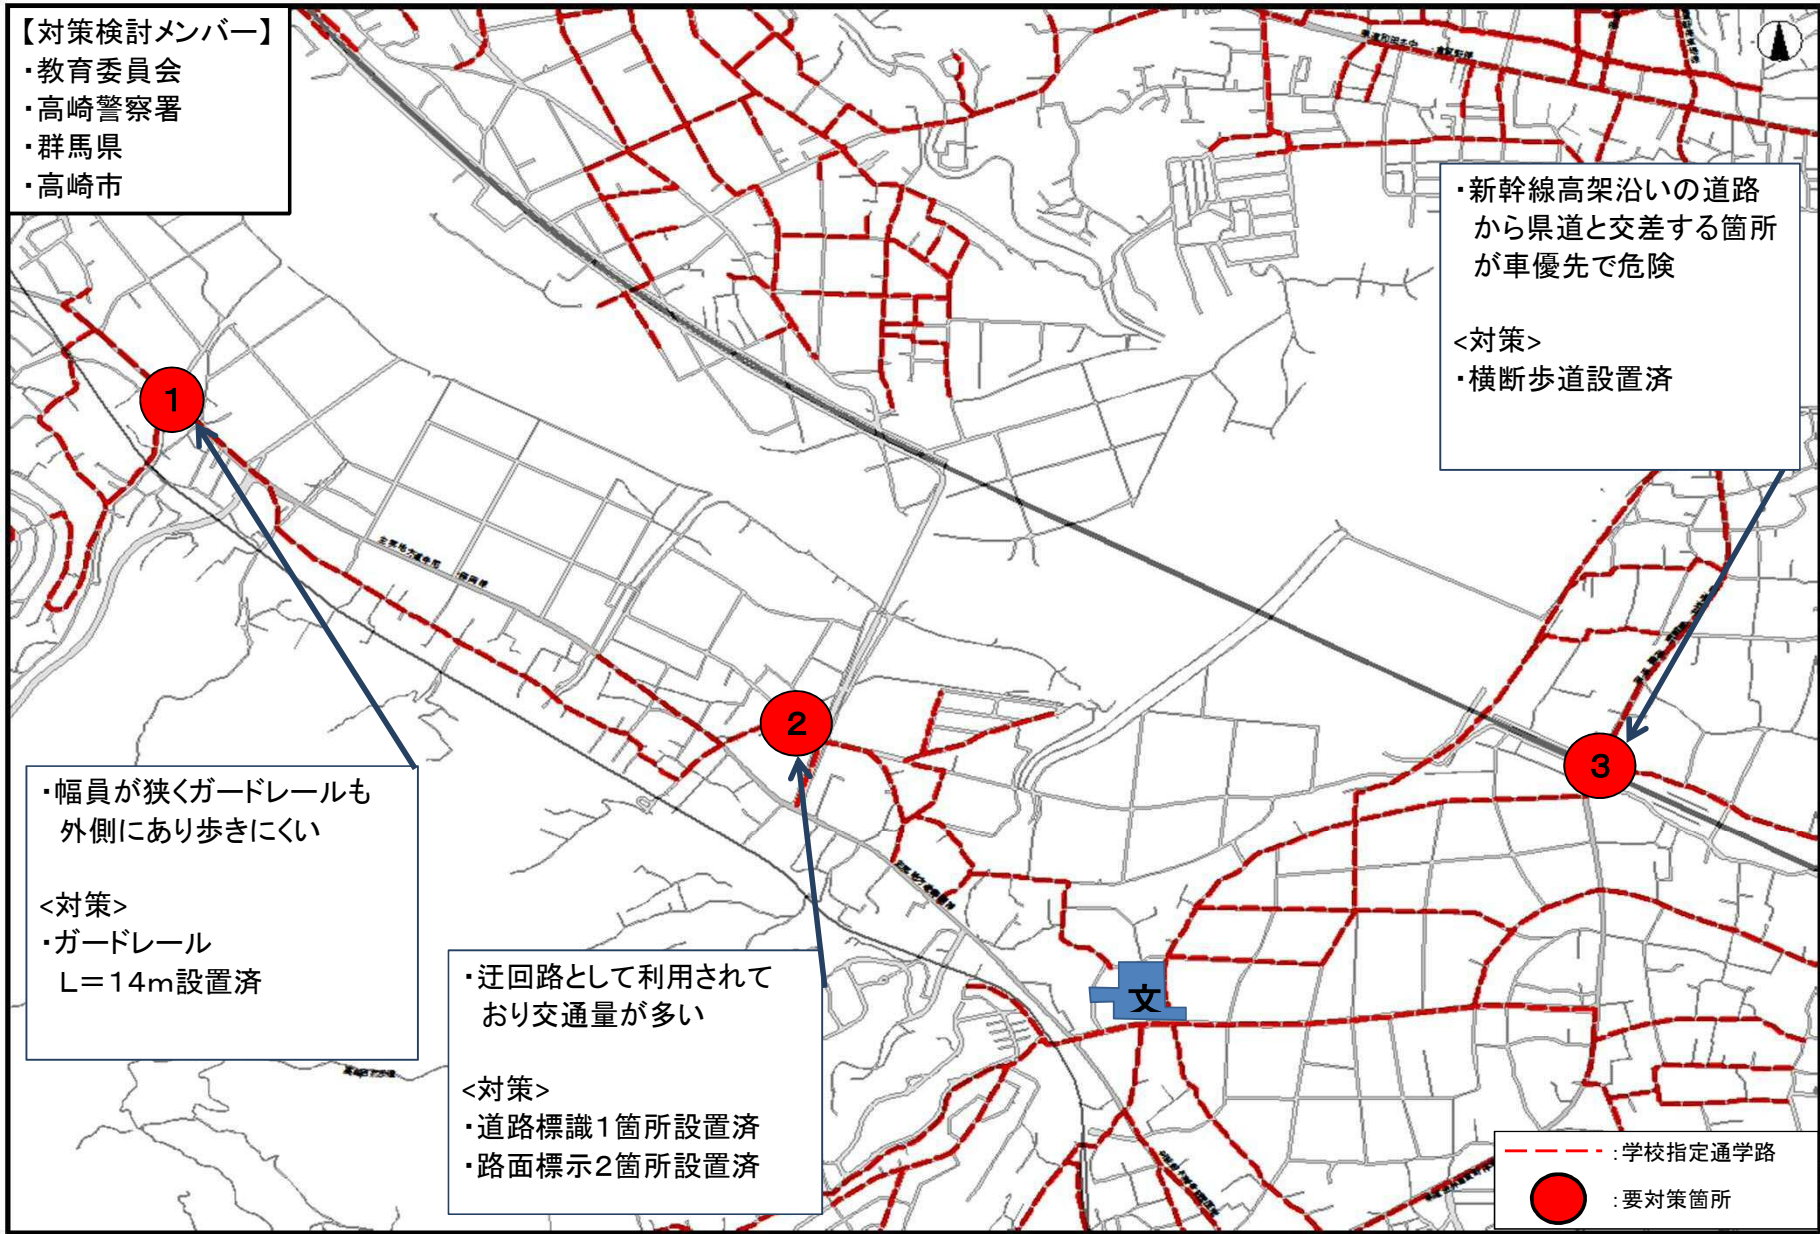 【対策検討メンバー】
・教育委員会
・高崎警察署
・群馬県
・高崎市
・新幹線高架沿いの道路
から県道と交差する箇所
が車優先で危険
<対策>
・横断歩道設置済
1
2
3
・幅員が狭くガードレールも
外側にあり歩きにくい
<対策>
・ガードレール
L=14m設置済
・迂回路として利用されて
おり交通量が多い
<対策>
・道路標識1箇所設置済
・路面標示2箇所設置済
文
:学校指定通学路
:要対策箇所